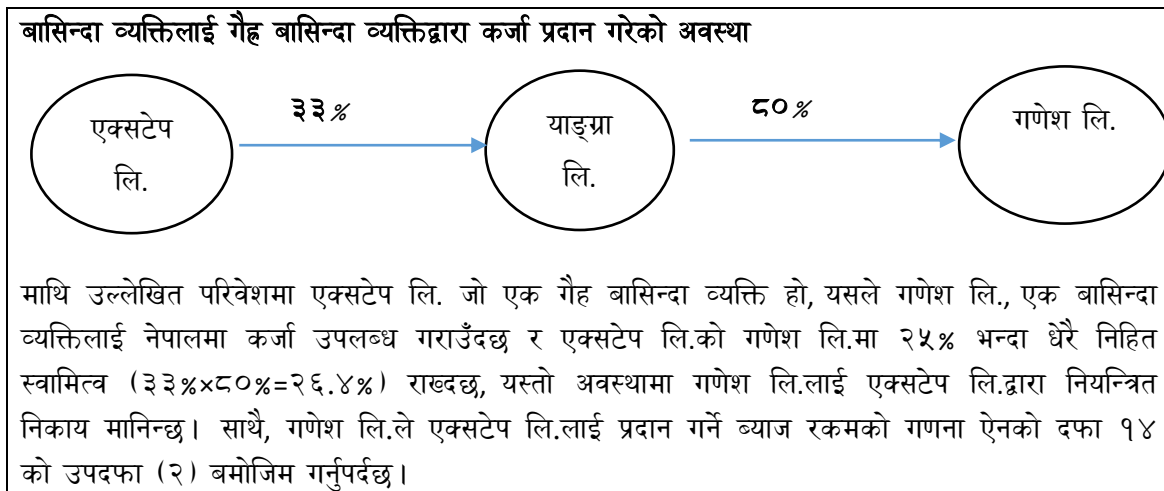 बासिन्दा व्यक्तिलाई गैह्र बासिन्दा व्यक्तिद्वारा कर्जा प्रदान गरेको अवस्था
एक्सटेप
लि.
३३%
याङ्ग्रा
लि.
८०%
गणेश लि.
माथि उल्लेखित परिवेशमा एक्सटेप लि. जो एक गैह बासिन्दा व्यक्ति हो, यसले गणेश लि., एक बासिन्दा
व्यक्तिलाई नेपालमा कर्जा उपलब्ध गराउँदछ र एक्सटेप लि.को गणेश लि.मा २५% भन्दा धेरै निहित
स्वामित्व (३३%×८०%=२६.४%) राख्दछ, यस्तो अवस्थामा गणेश लि.लाई एक्सटेप लि.द्वारा नियन्त्रित
निकाय मानिन्छ। साथै, गणेश लि.ले एक्सटेप लि.लाई प्रदान गर्ने ब्याज रकमको गणना ऐनको दफा १४
को उपदफा (२) बमोजिम गर्नुपर्दछ।